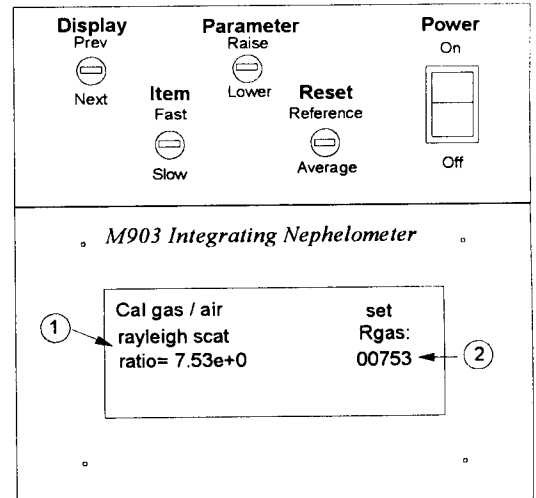 Display
Prev
Next
Item
Fast
Slow
Parameter
Raise
Lower
Reset
Reference
Average
Power
On
Off
M903 Integrating Nephelometer
Cal gas / air set
rayleigh scat Rgas:
ratio= 7.53e+0 00753
1
2